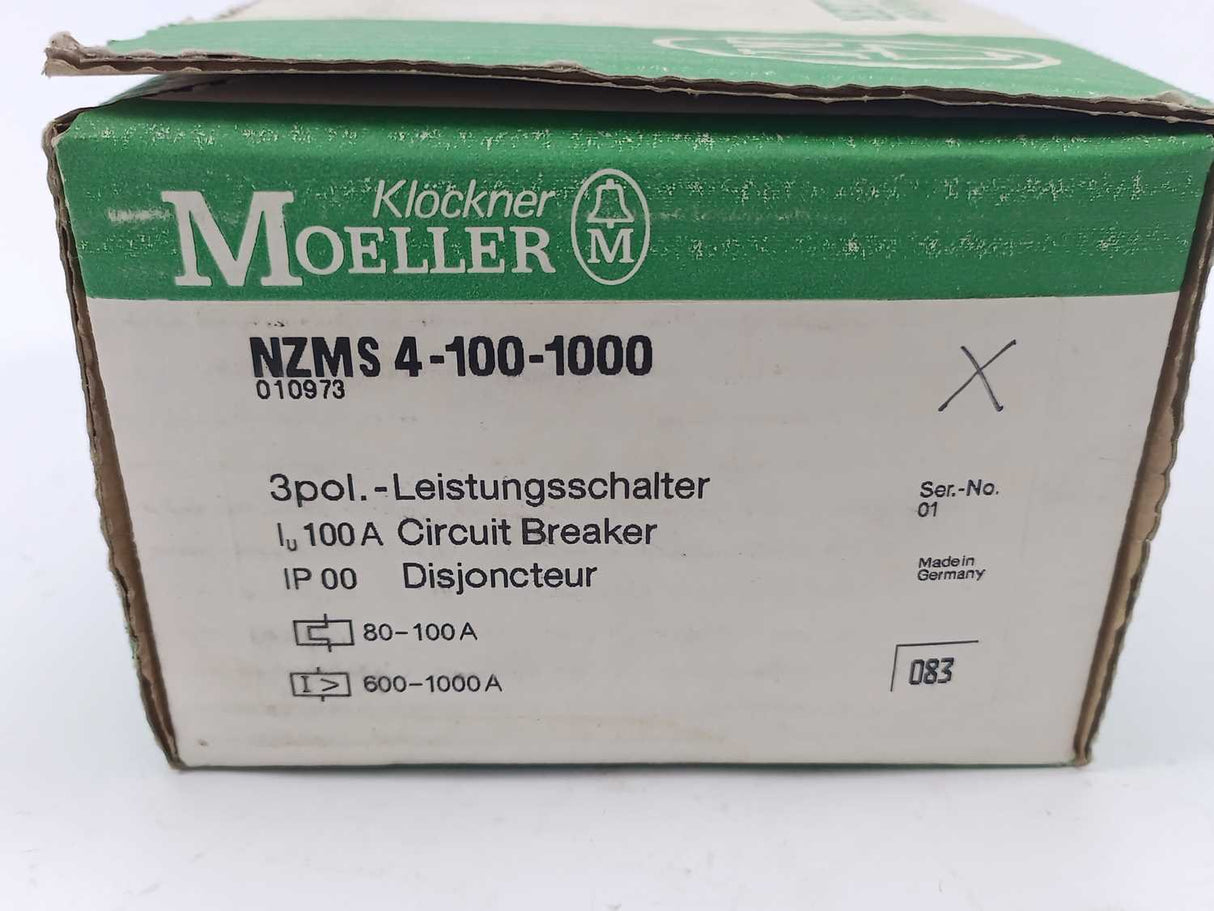 Klöckner
MOELLER
M
NZMS 4-100-1000
010973
3pol.-Leistungsschalter
Iu 100 A Circuit Breaker
IP 00 Disjoncteur
80-100 A
I > 600-1000 A
Ser.-No.
01
Made in
Germany
083